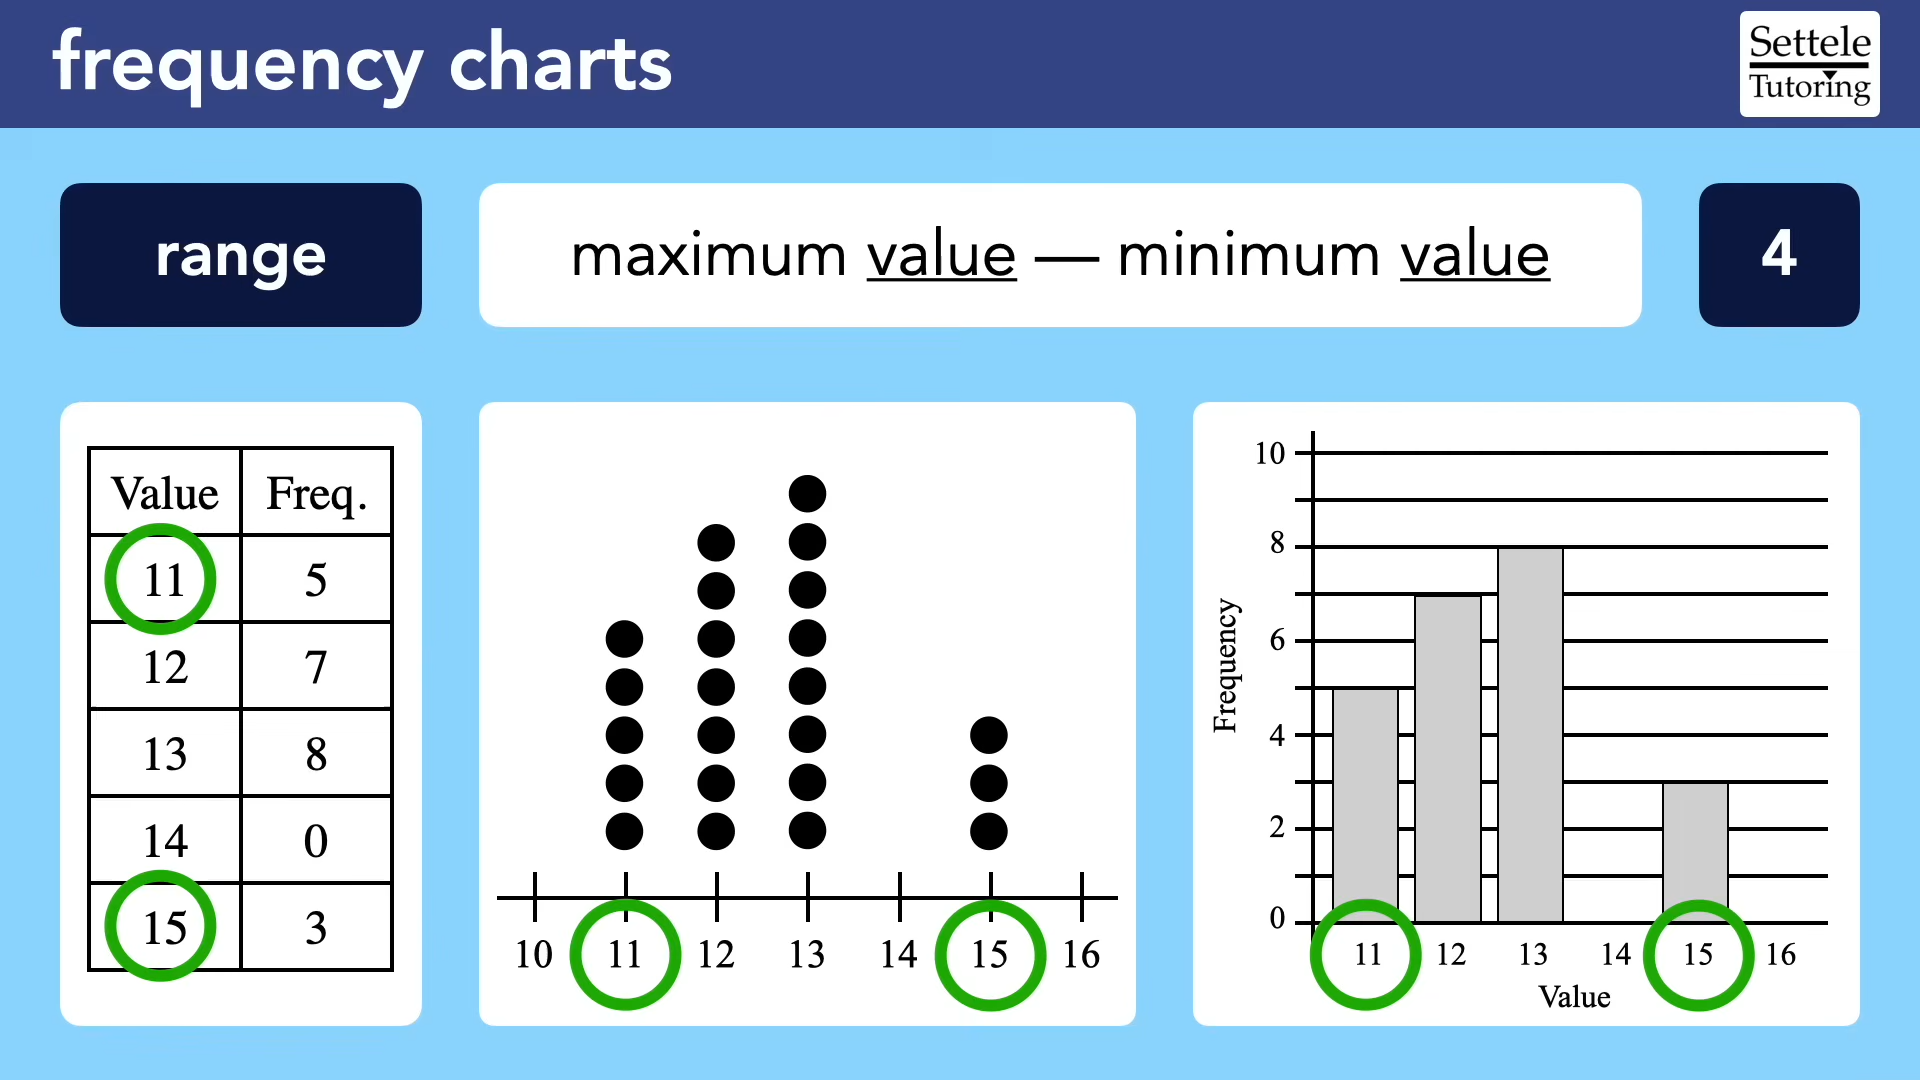 frequency charts
Settele
Tutoring
range
maximum value — minimum value
4
Value Freq.
11 5
12 7
13 8
14 0
15 3
10 11 12 13 14 15 16
10
8
6
4
2
0
Frequency
11 12 13 14 15 16
Value